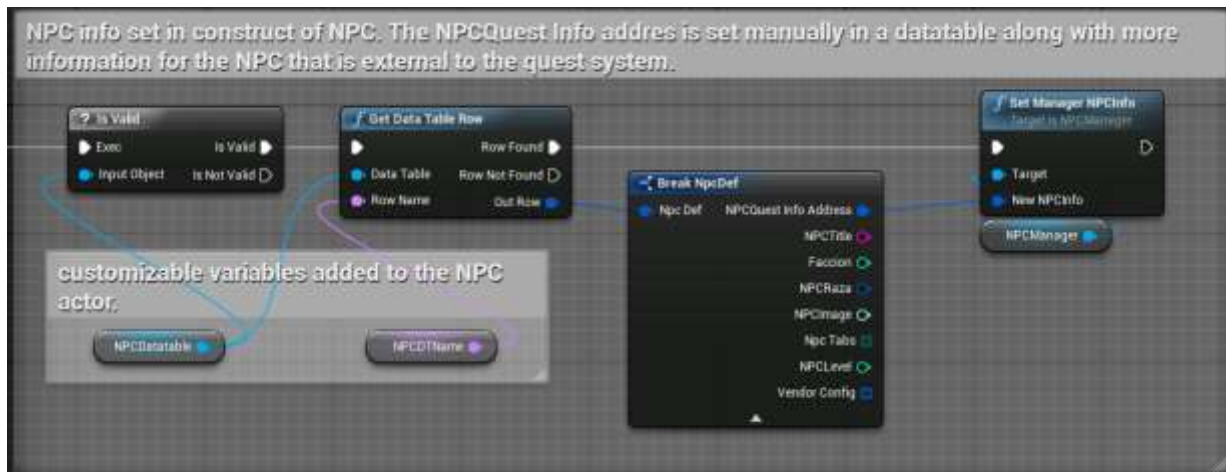 NPC info set in construct of NPC. The NPCQuest Info addres is set manually in a datatable along with more
information for the NPC that is external to the quest system.
? Is Valid
Exec
Is Valid
Input Object
Is Not Valid
f Get Data Table Row
Row Found
Data Table
Row Not Found
Row Name
Out Row
Break NpcDef
Npc Def
NPCQuest Info Address
NPCTitle
Faccion
NPCRaza
NPCImage
Npc Tabs
NPCLevel
Vendor Config
f Set Manager NPCInfo
Target is NPCManager
Target
New NPCInfo
NPCManager
customizable variables added to the NPC
actor.
NPCDatatable
NPCDTName